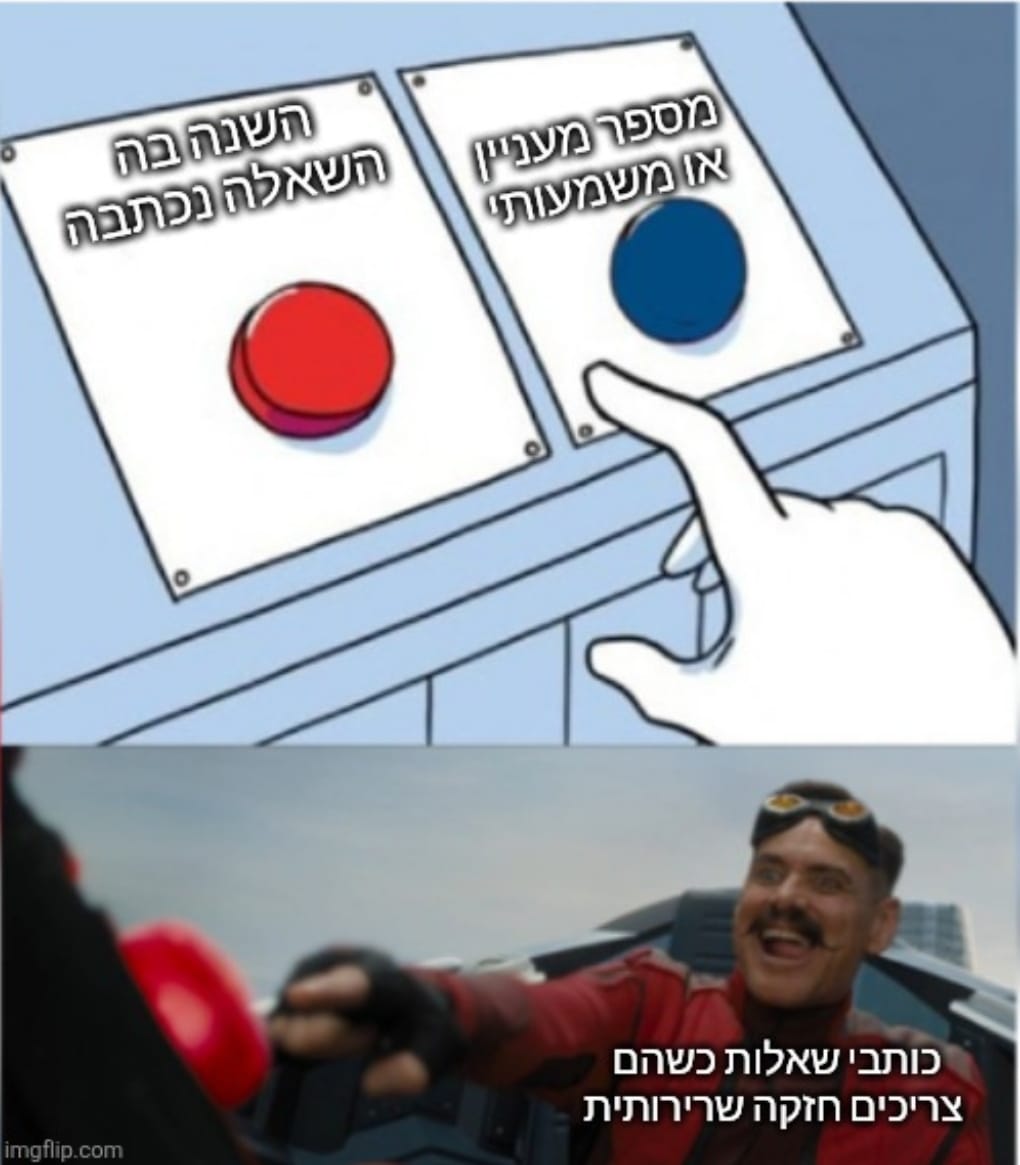 השנה בה
השאלה נכתבה
מספר מעניין
או משמעותי
כותבי שאלות כשהם
צריכים חזקה שרירותית
imgflip.com